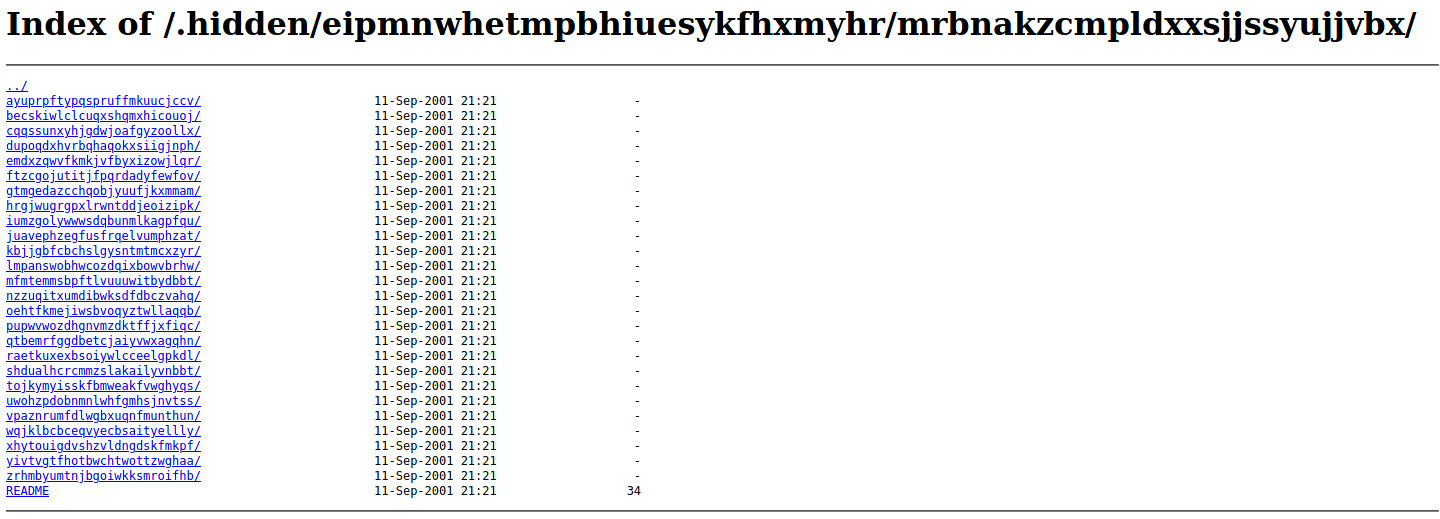 Index of /.hidden/eipmnwhetmpbhiuesykfhxmyhr/mrbnakzcmpldxxsjjssyujjvbx/
../
ayuprpftypqspruffmkuucjccv/ 11-Sep-2001 21:21 -
becskiwlclcuqxshqmxhicouoj/ 11-Sep-2001 21:21 -
cqqssunxyhjgdwjoafgyzoollx/ 11-Sep-2001 21:21 -
dupoqdxhvrbqhaqokxsiigjnph/ 11-Sep-2001 21:21 -
emdxzqwvfkmkjvfbyxizowjlqr/ 11-Sep-2001 21:21 -
ftzcgojutitjfpqrdadyfewfov/ 11-Sep-2001 21:21 -
gtmgedazcchqobjyuufjkxmmam/ 11-Sep-2001 21:21 -
hrgjwugrgpxlrwntddjeoizipk/ 11-Sep-2001 21:21 -
iumzgolywwwsdqbunmlkagpfqu/ 11-Sep-2001 21:21 -
juavephzegfusfrqelvumphzat/ 11-Sep-2001 21:21 -
kbjjgbfcbchslgysntmtmcxzyr/ 11-Sep-2001 21:21 -
lmpanswobhwcozdqixbowvbrhw/ 11-Sep-2001 21:21 -
mfmtemmsbpftlvuuuwitbydbbt/ 11-Sep-2001 21:21 -
nzzuqitxumdibwksdfdbczvahq/ 11-Sep-2001 21:21 -
oehtfkmejiwsbvoqyztwllaqqb/ 11-Sep-2001 21:21 -
pupwvwozdhgnvmzdktffjxfiqc/ 11-Sep-2001 21:21 -
qtbemrfggdbetcjaiyvwxagqhn/ 11-Sep-2001 21:21 -
raetkuxexbsoiywlcceelgpkdl/ 11-Sep-2001 21:21 -
shdualhcrcmmzslakailyvnbbt/ 11-Sep-2001 21:21 -
tojkymyisskfbmweakfvwghyqs/ 11-Sep-2001 21:21 -
uwohzpdobnmnlwhfgmhsjnvtss/ 11-Sep-2001 21:21 -
vpaznrumfdlwgbxuqnfmunthun/ 11-Sep-2001 21:21 -
wqjklbcbceqvyecbsaityellly/ 11-Sep-2001 21:21 -
xhytouigdvshzvldngdskfmkpf/ 11-Sep-2001 21:21 -
yivtvgtfhotbwchtwottzwghaa/ 11-Sep-2001 21:21 -
zrhmbyumtnjbgoiwkksmroifhb/ 11-Sep-2001 21:21 -
README 11-Sep-2001 21:21 34